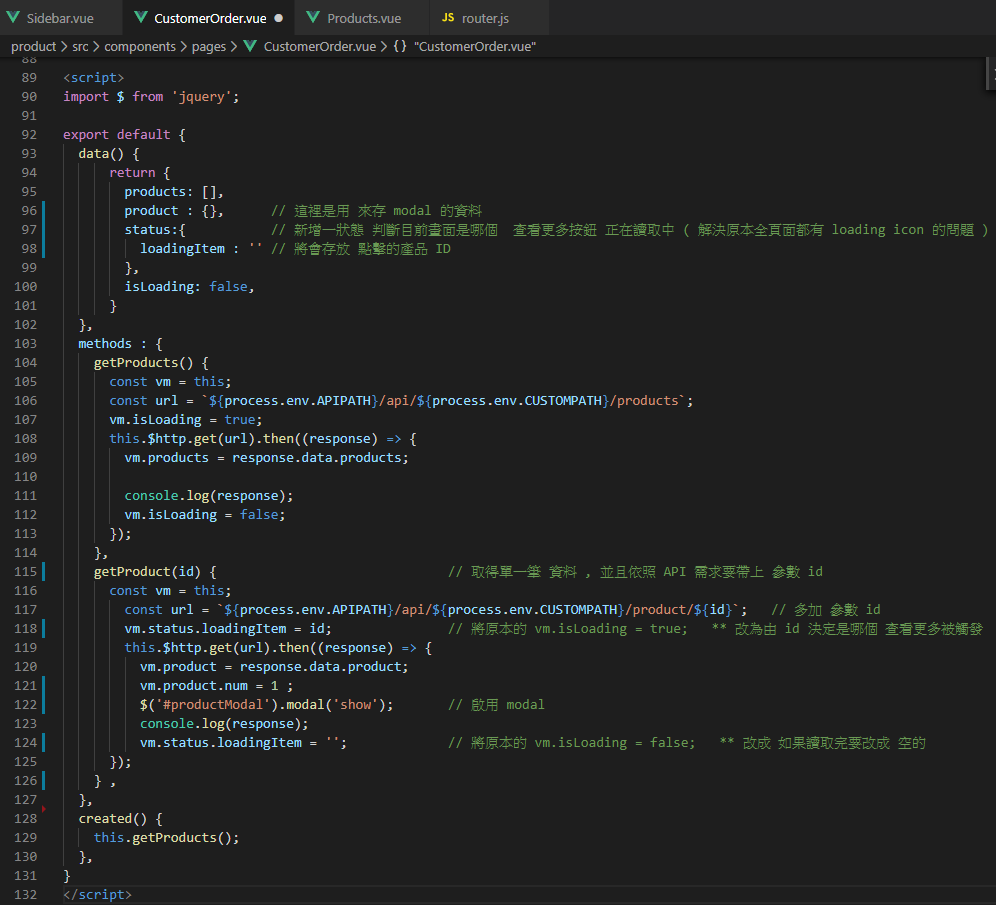 Sidebar.vue CustomerOrder.vue Products.vue JS router.js
product > src > components > pages > CustomerOrder.vue > {} "CustomerOrder.vue"
88
89 <script>
90 import $ from 'jquery';
91
92 export default {
93 data() {
94 return {
95 products: [],
96 product : {}, // 這裡是用 來存 modal 的資料
97 status:{ // 新增一狀態 判斷目前畫面是哪個 查看更多按鈕 正在讀取中 ( 解決原本全頁面都有 loading icon 的問題 )
98 loadingItem : '' // 將會存放 點擊的產品 ID
99 },
100 isLoading: false,
101 }
102 },
103 methods : {
104 getProducts() {
105 const vm = this;
106 const url = `${process.env.APIPATH}/api/${process.env.CUSTOMPATH}/products`;
107 vm.isLoading = true;
108 this.$http.get(url).then((response) => {
109 vm.products = response.data.products;
110
111 console.log(response);
112 vm.isLoading = false;
113 });
114 },
115 getProduct(id) { // 取得單一筆 資料 , 並且依照 API 需求要帶上 參數 id
116 const vm = this;
117 const url = `${process.env.APIPATH}/api/${process.env.CUSTOMPATH}/product/${id}`; // 多加 參數 id
118 vm.status.loadingItem = id; // 將原本的 vm.isLoading = true; ** 改為由 id 決定是哪個 查看更多被觸發
119 this.$http.get(url).then((response) => {
120 vm.product = response.data.product;
121 vm.product.num = 1 ;
122 $('#productModal').modal('show'); // 啟用 modal
123 console.log(response);
124 vm.status.loadingItem = ''; // 將原本的 vm.isLoading = false; ** 改成 如果讀取完要改成 空的
125 });
126 } ,
127 },
128 created() {
129 this.getProducts();
130 },
131 }
132 </script>